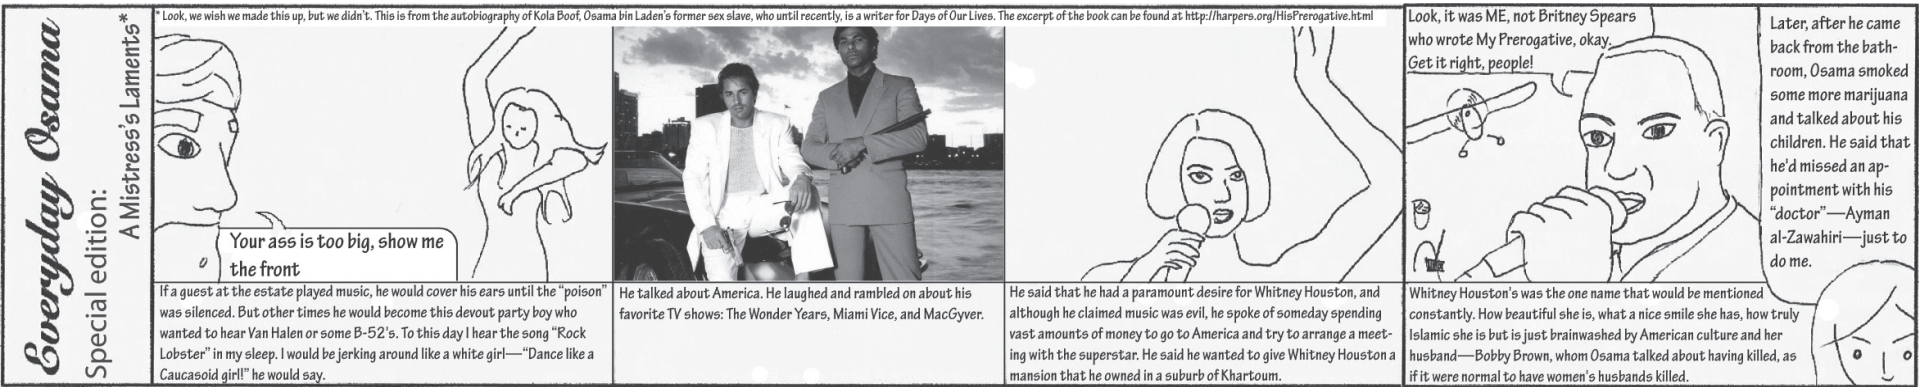 Everyday Osama
Special edition:
A Mistress's Laments*
* Look, we wish we made this up, but we didn't. This is from the autobiography of Kola Boof, Osama bin Laden's former sex slave, who until recently, is a writer for Days of Our Lives. The excerpt of the book can be found at http://harpers.org/HisPrerogative.html
Your ass is too big, show me
the front
If a guest at the estate played music, he would cover his ears until the "poison"
was silenced. But other times he would become this devout party boy who
wanted to hear Van Halen or some B-52's. To this day I hear the song "Rock
Lobster" in my sleep. I would be jerking around like a white girl—"Dance like a
Caucasoid girl!" he would say.
He talked about America. He laughed and rambled on about his
favorite TV shows: The Wonder Years, Miami Vice, and MacGyver.
He said that he had a paramount desire for Whitney Houston, and
although he claimed music was evil, he spoke of someday spending
vast amounts of money to go to America and try to arrange a meet-
ing with the superstar. He said he wanted to give Whitney Houston a
mansion that he owned in a suburb of Khartoum.
Look, it was ME, not Britney Spears
who wrote My Prerogative, okay.
Get it right, people!
Whitney Houston's was the one name that would be mentioned
constantly. How beautiful she is, what a nice smile she has, how truly
Islamic she is but is just brainwashed by American culture and her
husband—Bobby Brown, whom Osama talked about having killed, as
if it were normal to have women's husbands killed.
Later, after he came
back from the bath-
room, Osama smoked
some more marijuana
and talked about his
children. He said that
he'd missed an ap-
pointment with his
"doctor"—Ayman
al-Zawahiri—just to
do me.